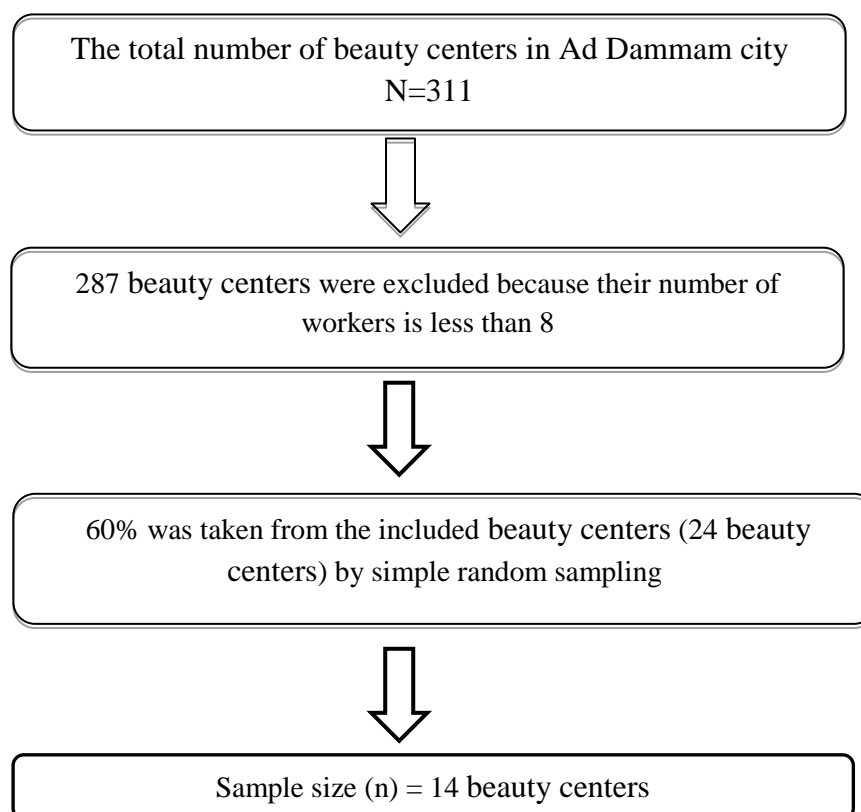 The total number of beauty centers in Ad Dammam city
N=311
287 beauty centers were excluded because their number of
workers is less than 8
60% was taken from the included beauty centers (24 beauty
centers) by simple random sampling
Sample size (n) = 14 beauty centers